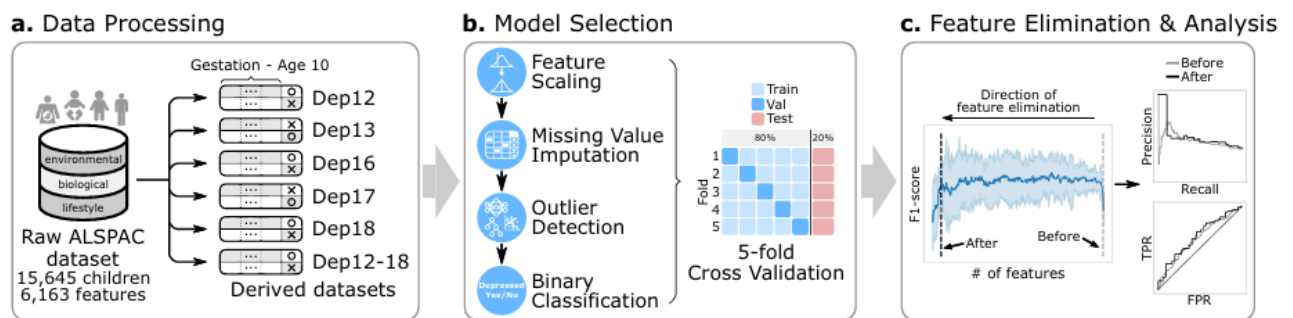 a. Data Processing
Gestation - Age 10
...
...
Dep12
...
...
Dep13
...
...
Dep16
...
...
Dep17
...
...
Dep18
...
...
Dep12-18
environmental
biological
lifestyle
Raw ALSPAC
dataset
15,645 children
6,163 features
Derived datasets
b. Model Selection
Feature
Scaling
Missing Value
Imputation
Outlier
Detection
Depressed
Yes/No
Binary
Classification
Train
Val
Test
80%
20%
Fold
1
2
3
4
5
5-fold
Cross Validation
c. Feature Elimination & Analysis
Before
After
Direction of
feature elimination
F1-score
After
Before
# of features
Precision
Recall
TPR
FPR